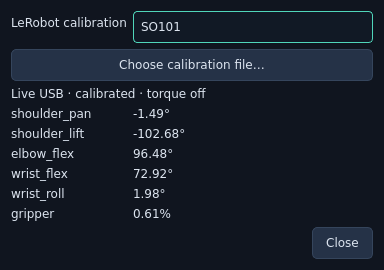 LeRobot calibration SO101
Choose calibration file...
Live USB · calibrated · torque off
shoulder_pan -1.49°
shoulder_lift -102.68°
elbow_flex 96.48°
wrist_flex 72.92°
wrist_roll 1.98°
gripper 0.61%
Close